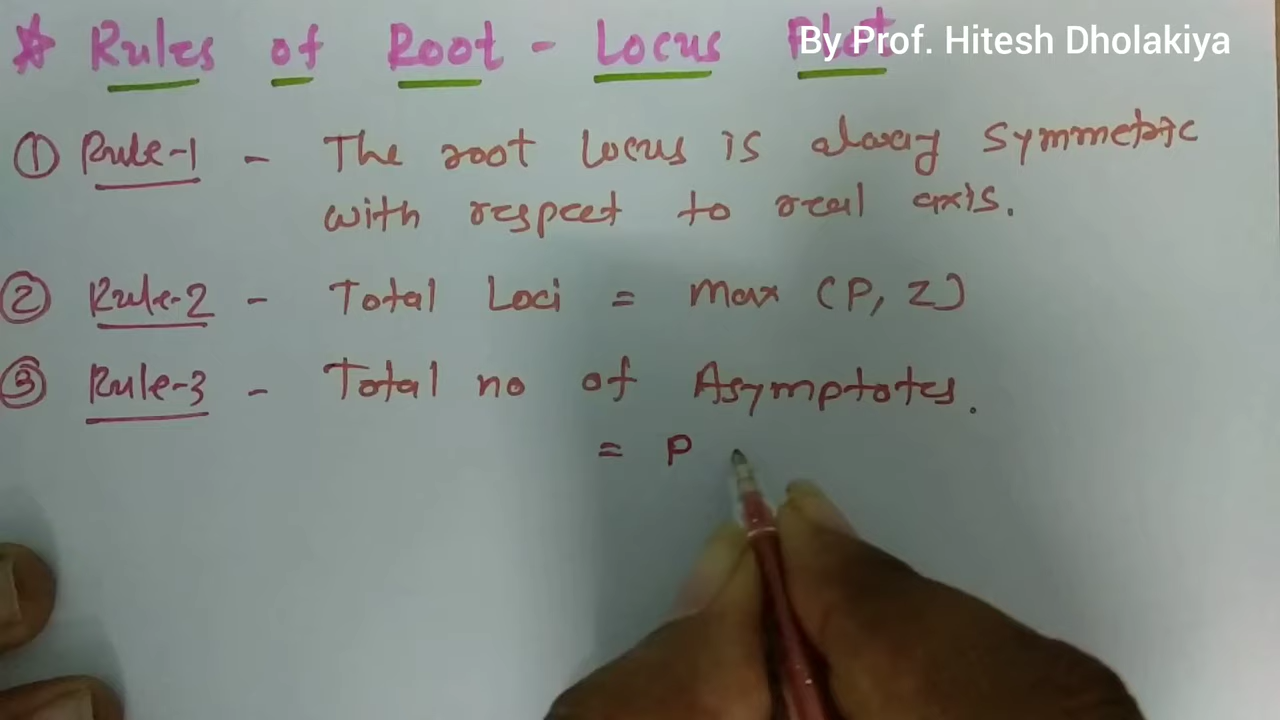 * Rules of Root - Locus Plot
By Prof. Hitesh Dholakiya
① Rule-1 - The root locus is alway symmetric
with respect to real axis.
② Rule-2 - Total Loci = max (P, Z)
③ Rule-3 - Total no of Asymptotes.
= P